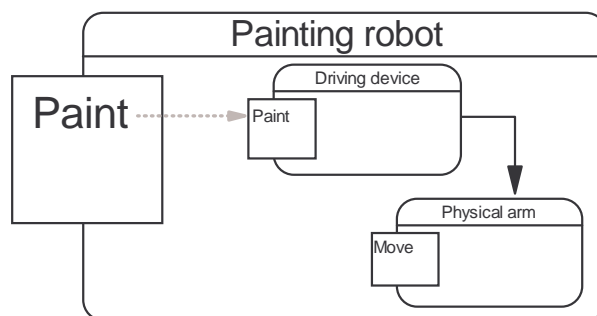 Painting robot
Driving device
Paint
Paint
Physical arm
Move